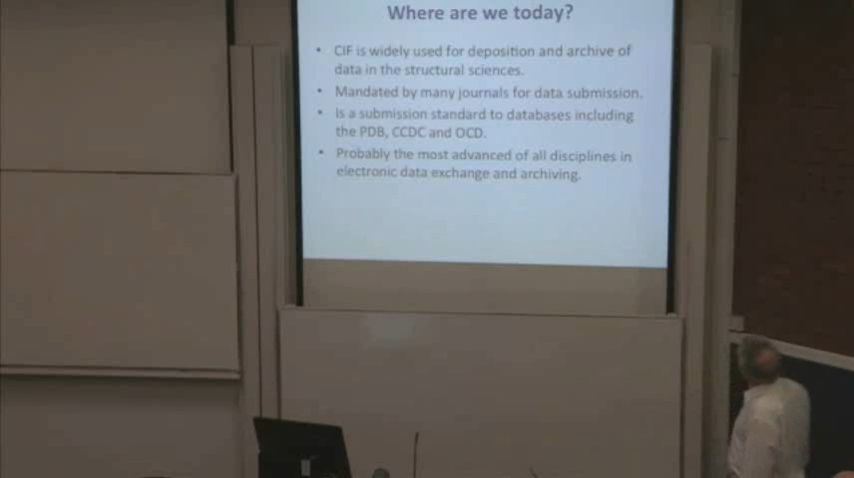 Where are we today?
• CIF is widely used for deposition and archive of
data in the structural sciences.
• Mandated by many journals for data submission.
• Is a submission standard to databases including
the PDB, CCDC and OCD.
• Probably the most advanced of all disciplines in
electronic data exchange and archiving.